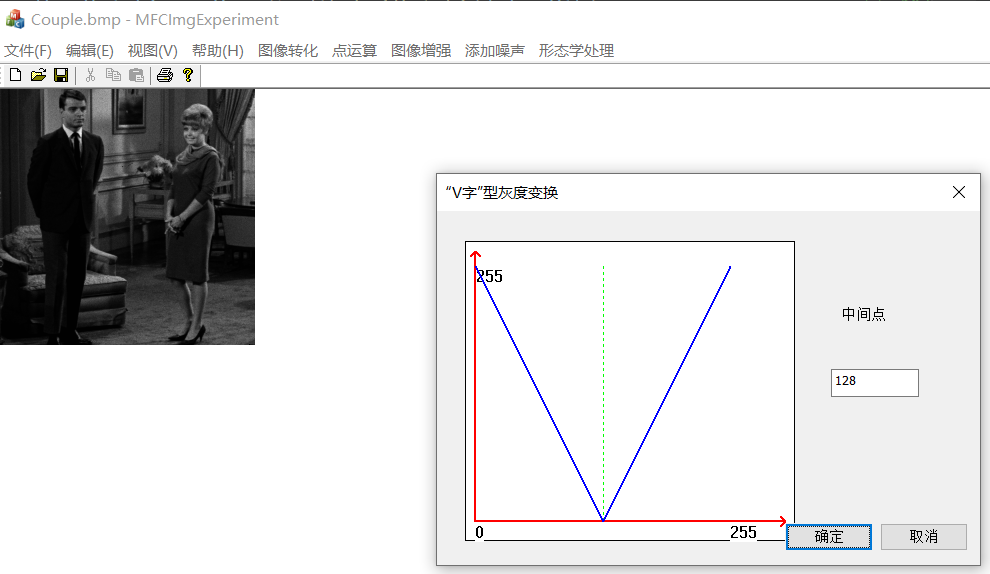 Couple.bmp - MFCImgExperiment
文件(F) 编辑(E) 视图(V) 帮助(H) 图像转化 点运算 图像增强 添加噪声 形态学处理
“V字”型灰度变换
255
中间点
128
0
255
确定
取消